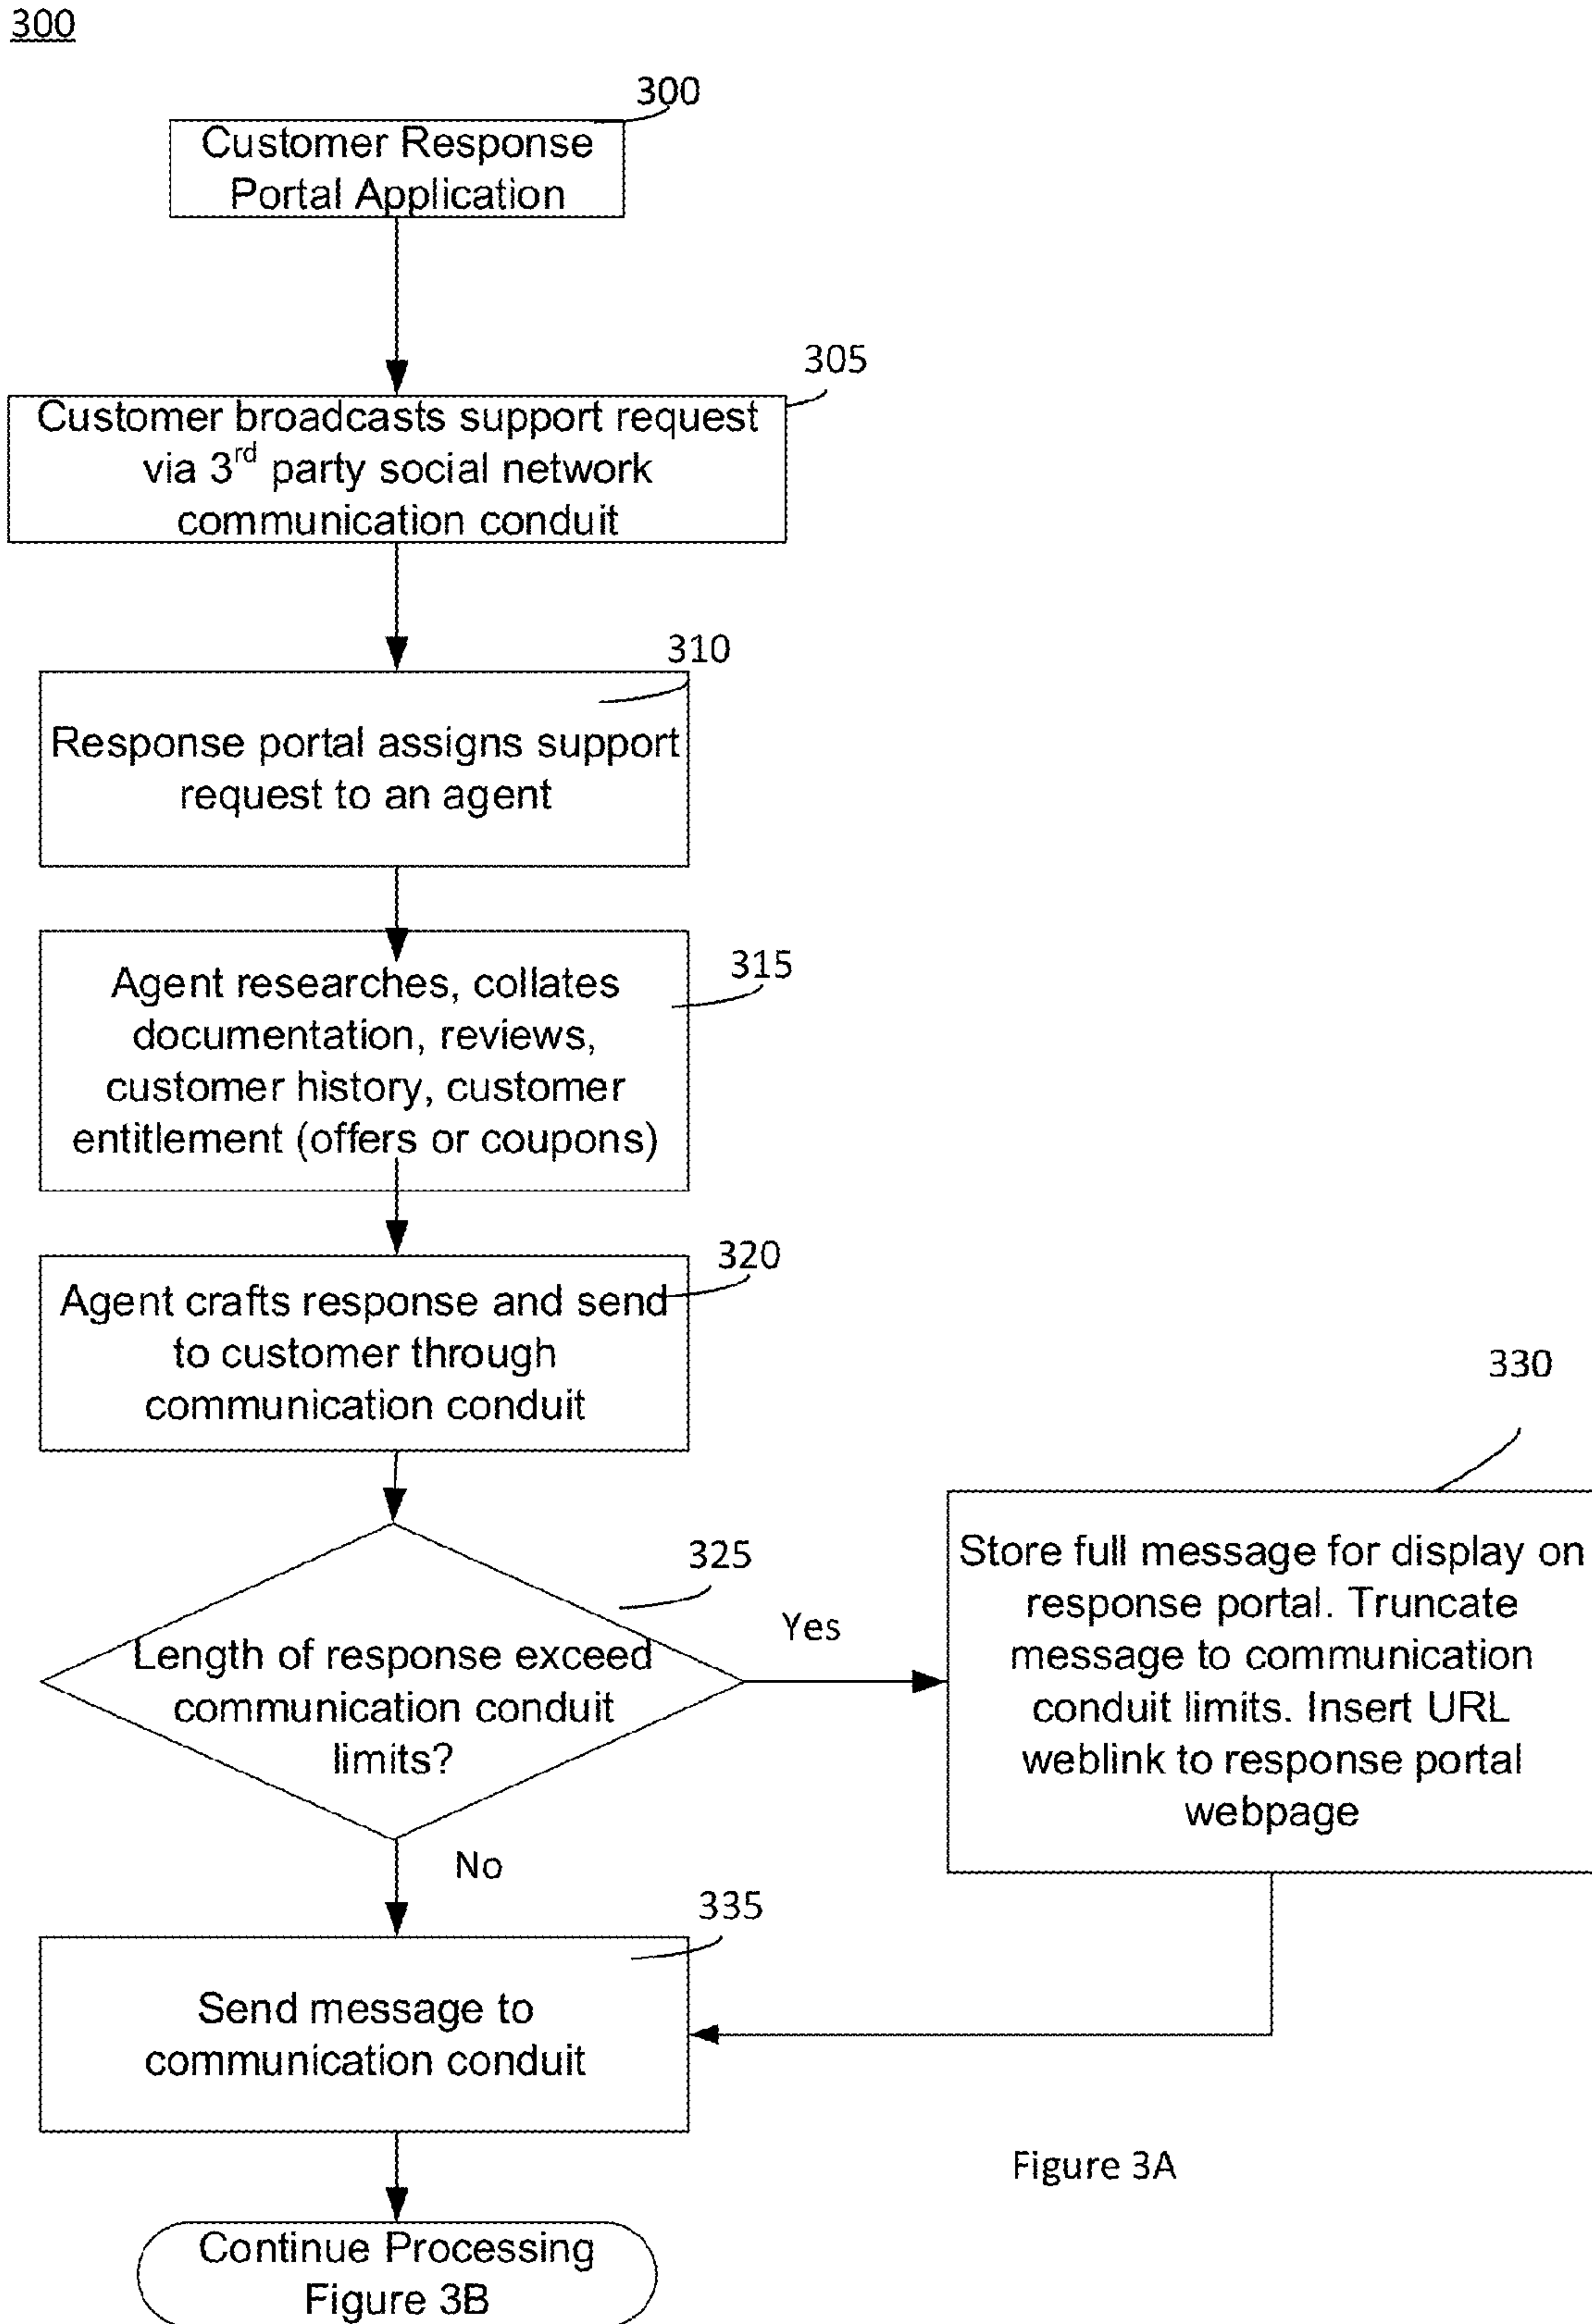 300
300
Customer Response
Portal Application
305
Customer broadcasts support request
via 3rd party social network
communication conduit
310
Response portal assigns support
request to an agent
315
Agent researches, collates
documentation, reviews,
customer history, customer
entitlement (offers or coupons)
320
Agent crafts response and send
to customer through
communication conduit
325
Length of response exceed
communication conduit
limits?
Yes
330
Store full message for display on
response portal. Truncate
message to communication
conduit limits. Insert URL
weblink to response portal
webpage
No
335
Send message to
communication conduit
Figure 3A
Continue Processing
Figure 3B